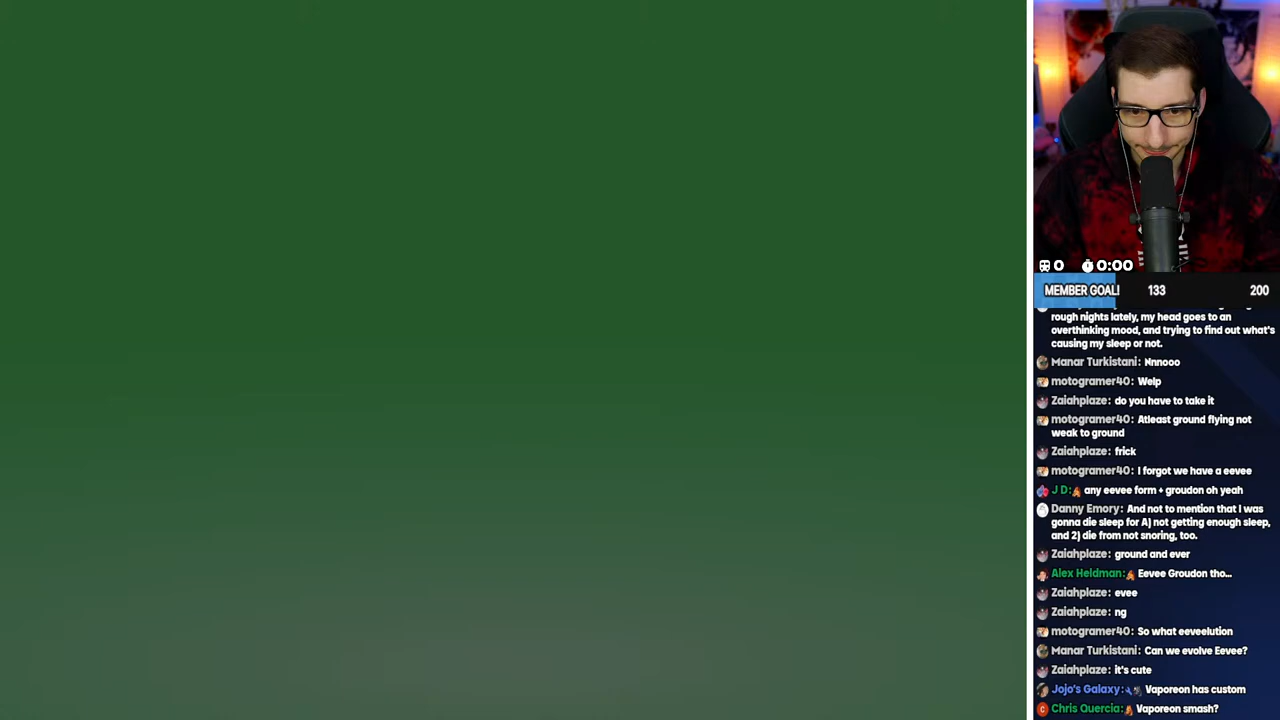 0 0:00
MEMBER GOAL! 133 200
rough nights lately, my head goes to an
overthinking mood, and trying to find out what's
causing my sleep or not.
Manar Turkistani: Nnnooo
motogramer40: Welp
Zaiahplaze: do you have to take it
motogramer40: Atleast ground flying not
weak to ground
Zaiahplaze: frick
motogramer40: I forgot we have a eevee
J D: any eevee form + groudon oh yeah
Danny Emory: And not to mention that I was
gonna die sleep for A) not getting enough sleep,
and 2) die from not snoring, too.
Zaiahplaze: ground and ever
Alex Heldman: Eevee Groudon tho...
Zaiahplaze: evee
Zaiahplaze: ng
motogramer40: So what eeveelution
Manar Turkistani: Can we evolve Eevee?
Zaiahplaze: it's cute
Jojo's Galaxy: Vaporeon has custom
C Chris Quercia: Vaporeon smash?